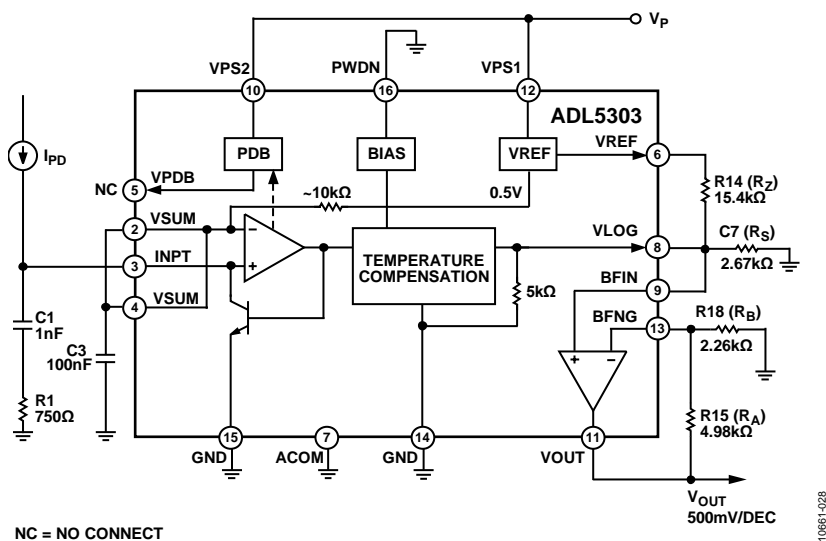 V_P
VPS2
PWDN
VPS1
10
16
12
ADL5303
I_PD
PDB
BIAS
VREF
VREF
6
NC
5
VPDB
~10kΩ
0.5V
R14 (R_Z)
15.4kΩ
2
VSUM
VLOG
8
C7 (R_S)
2.67kΩ
3
INPT
TEMPERATURE
COMPENSATION
5kΩ
BFIN
9
4
VSUM
BFNG
13
R18 (R_B)
2.26kΩ
C1
1nF
C3
100nF
R1
750Ω
R15 (R_A)
4.98kΩ
15
7
14
11
GND
ACOM
GND
VOUT
V_OUT
500mV/DEC
NC = NO CONNECT
10661-028
− +
+ −